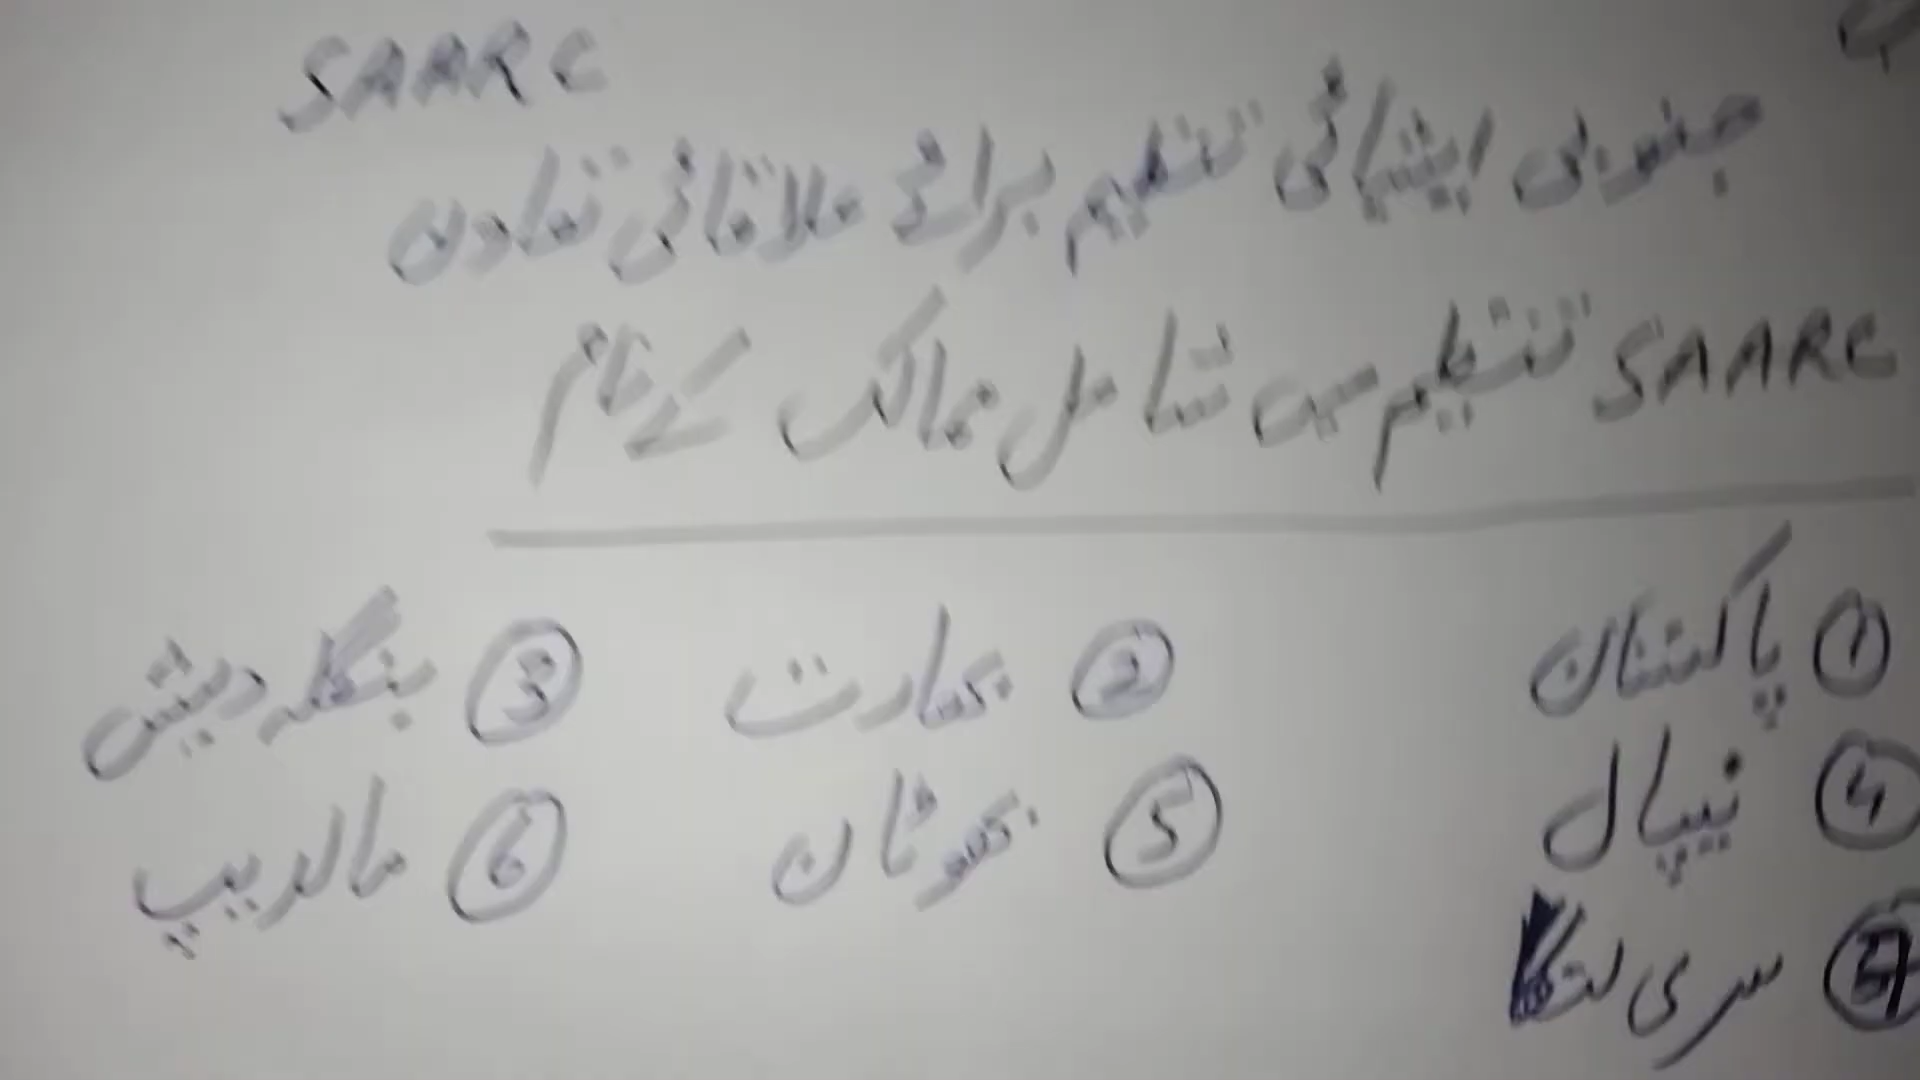 SAARC
جنوبی ایشیائی تنظیم برائے علاقائی تعاون
SAARC تنظیم میں شامل ممالک کے نام
① پاکستان ② بھارت ③ بنگلہ دیش
④ نیپال ⑤ بھوٹان ⑥ مالدیپ
⑦ سری لنکا